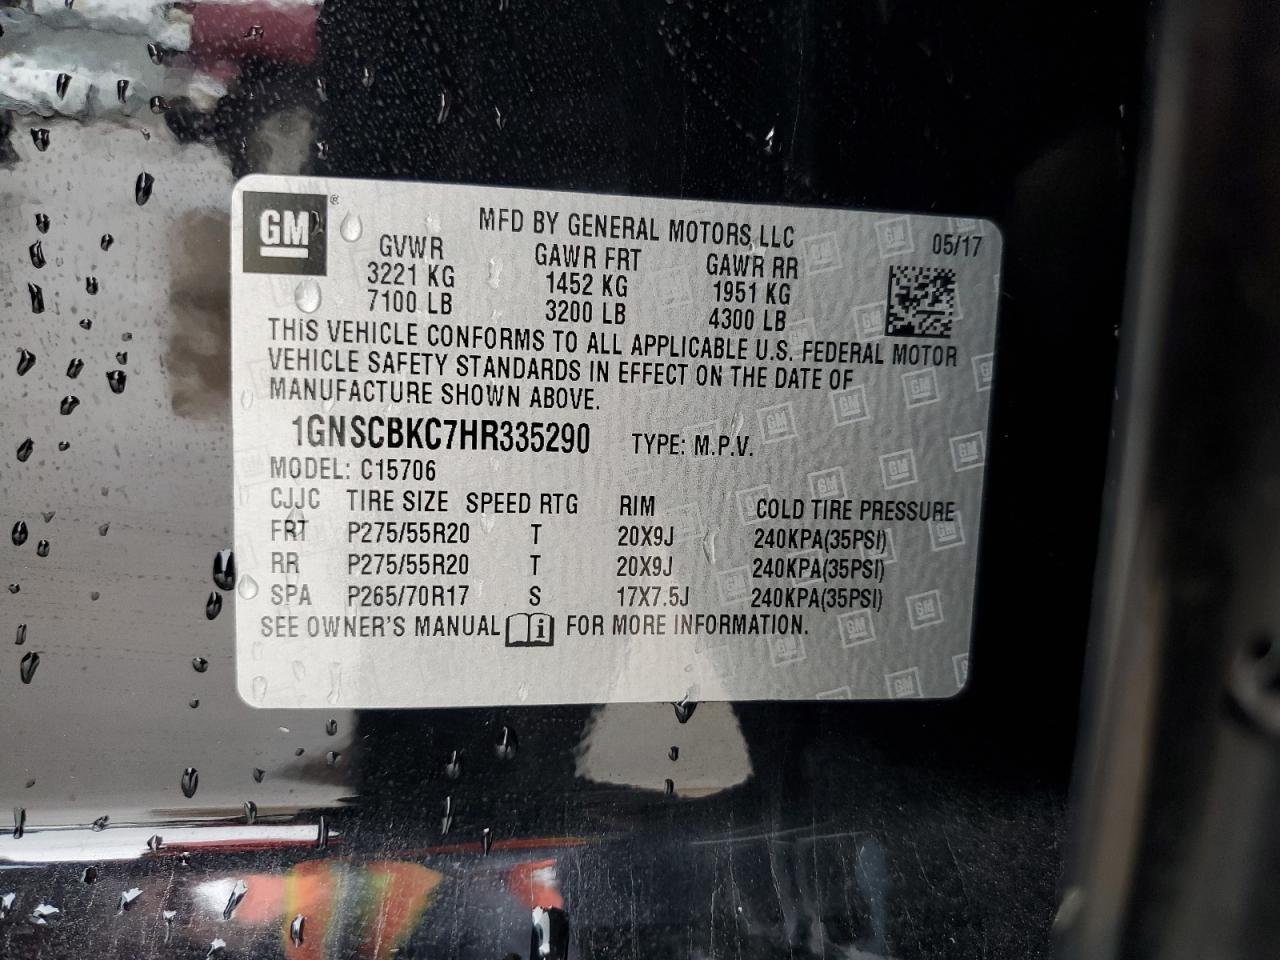 GM ®
MFD BY GENERAL MOTORS LLC
05/17
GVWR GAWR FRT GAWR RR
3221 KG 1452 KG 1951 KG
7100 LB 3200 LB 4300 LB
THIS VEHICLE CONFORMS TO ALL APPLICABLE U.S. FEDERAL MOTOR
VEHICLE SAFETY STANDARDS IN EFFECT ON THE DATE OF
MANUFACTURE SHOWN ABOVE.
1GNSCBKC7HR335290 TYPE: M.P.V.
MODEL: C15706
CJJC TIRE SIZE SPEED RTG RIM COLD TIRE PRESSURE
FRT P275/55R20 T 20X9J 240KPA(35PSI)
RR P275/55R20 T 20X9J 240KPA(35PSI)
SPA P265/70R17 S 17X7.5J 240KPA(35PSI)
SEE OWNER'S MANUAL i FOR MORE INFORMATION.